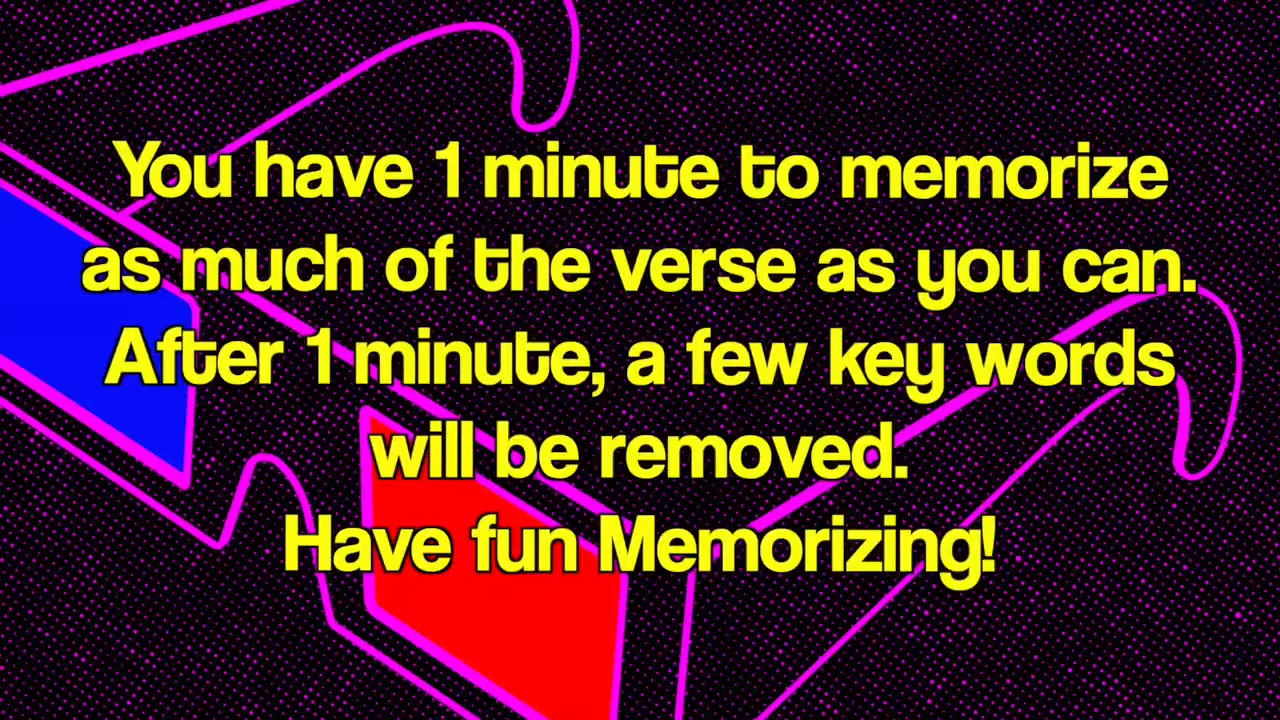 You have 1 minute to memorize
as much of the verse as you can.
After 1 minute, a few key words
will be removed.
Have fun Memorizing!